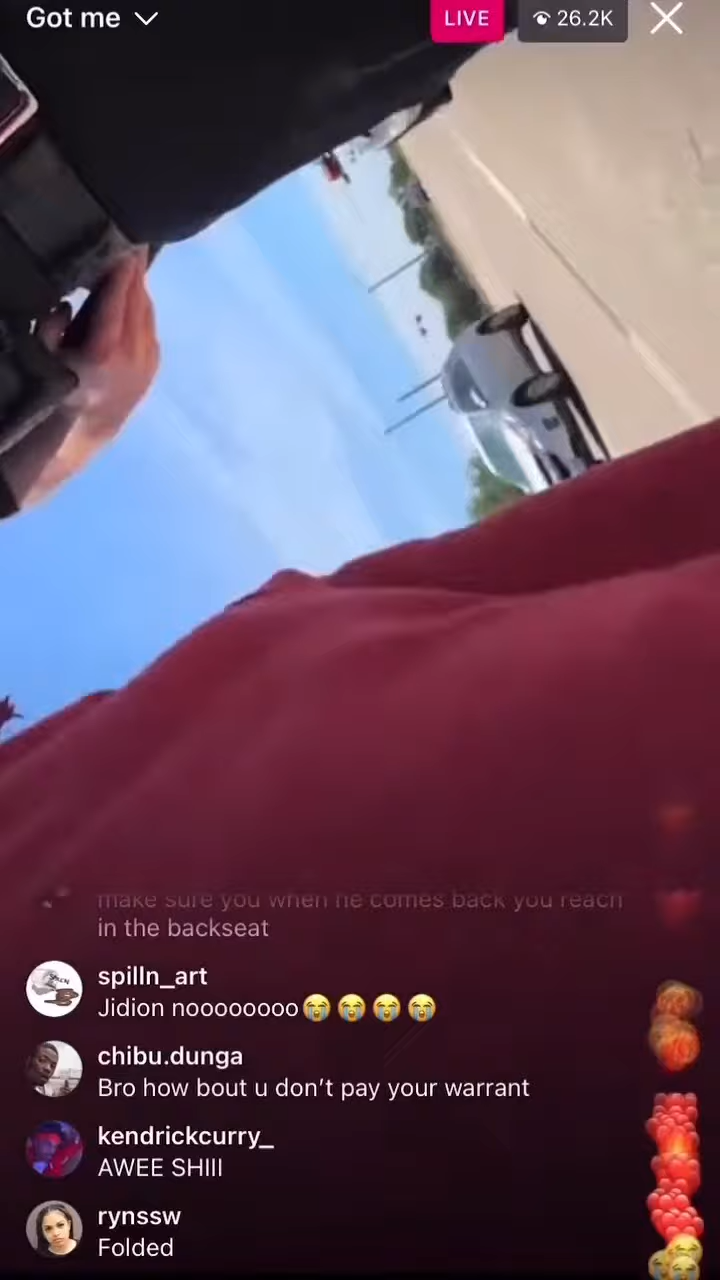 Got me
LIVE
26.2K
make sure you when he comes back you reach
in the backseat
spilln_art
Jidion noooooooo😭😭😭😭
chibu.dunga
Bro how bout u don’t pay your warrant
kendrickcurry_
AWEE SHIII
rynssw
Folded